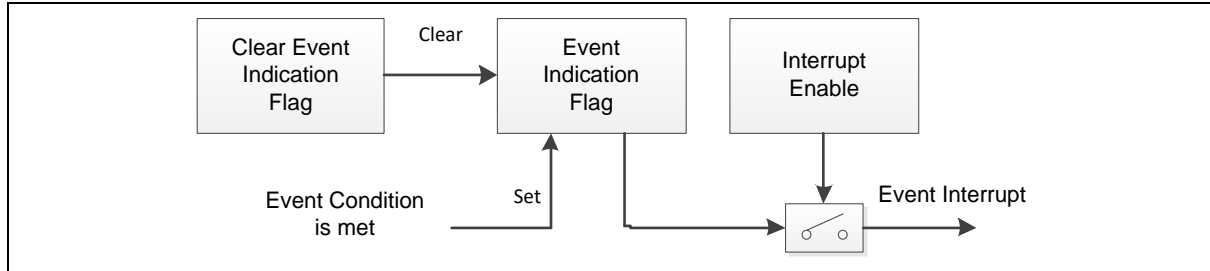 Clear Event
Indication
Flag
Clear
Event
Indication
Flag
Interrupt
Enable
Event Condition
is met
Set
Event Interrupt